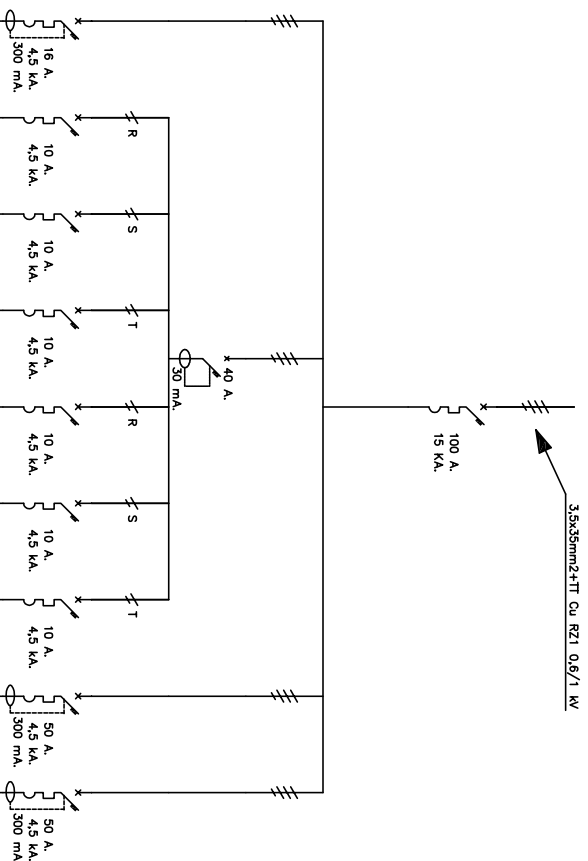 3,5x35mm2+TT Cu RZ1 0,6/1 kV
100 A.
15 KA.
40 A.
30 mA.
R
S
T
R
S
T
16 A.
4,5 kA.
300 mA.
10 A.
4,5 kA.
10 A.
4,5 kA.
10 A.
4,5 kA.
10 A.
4,5 kA.
10 A.
4,5 kA.
10 A.
4,5 kA.
50 A.
4,5 kA.
300 mA.
50 A.
4,5 kA.
300 mA.